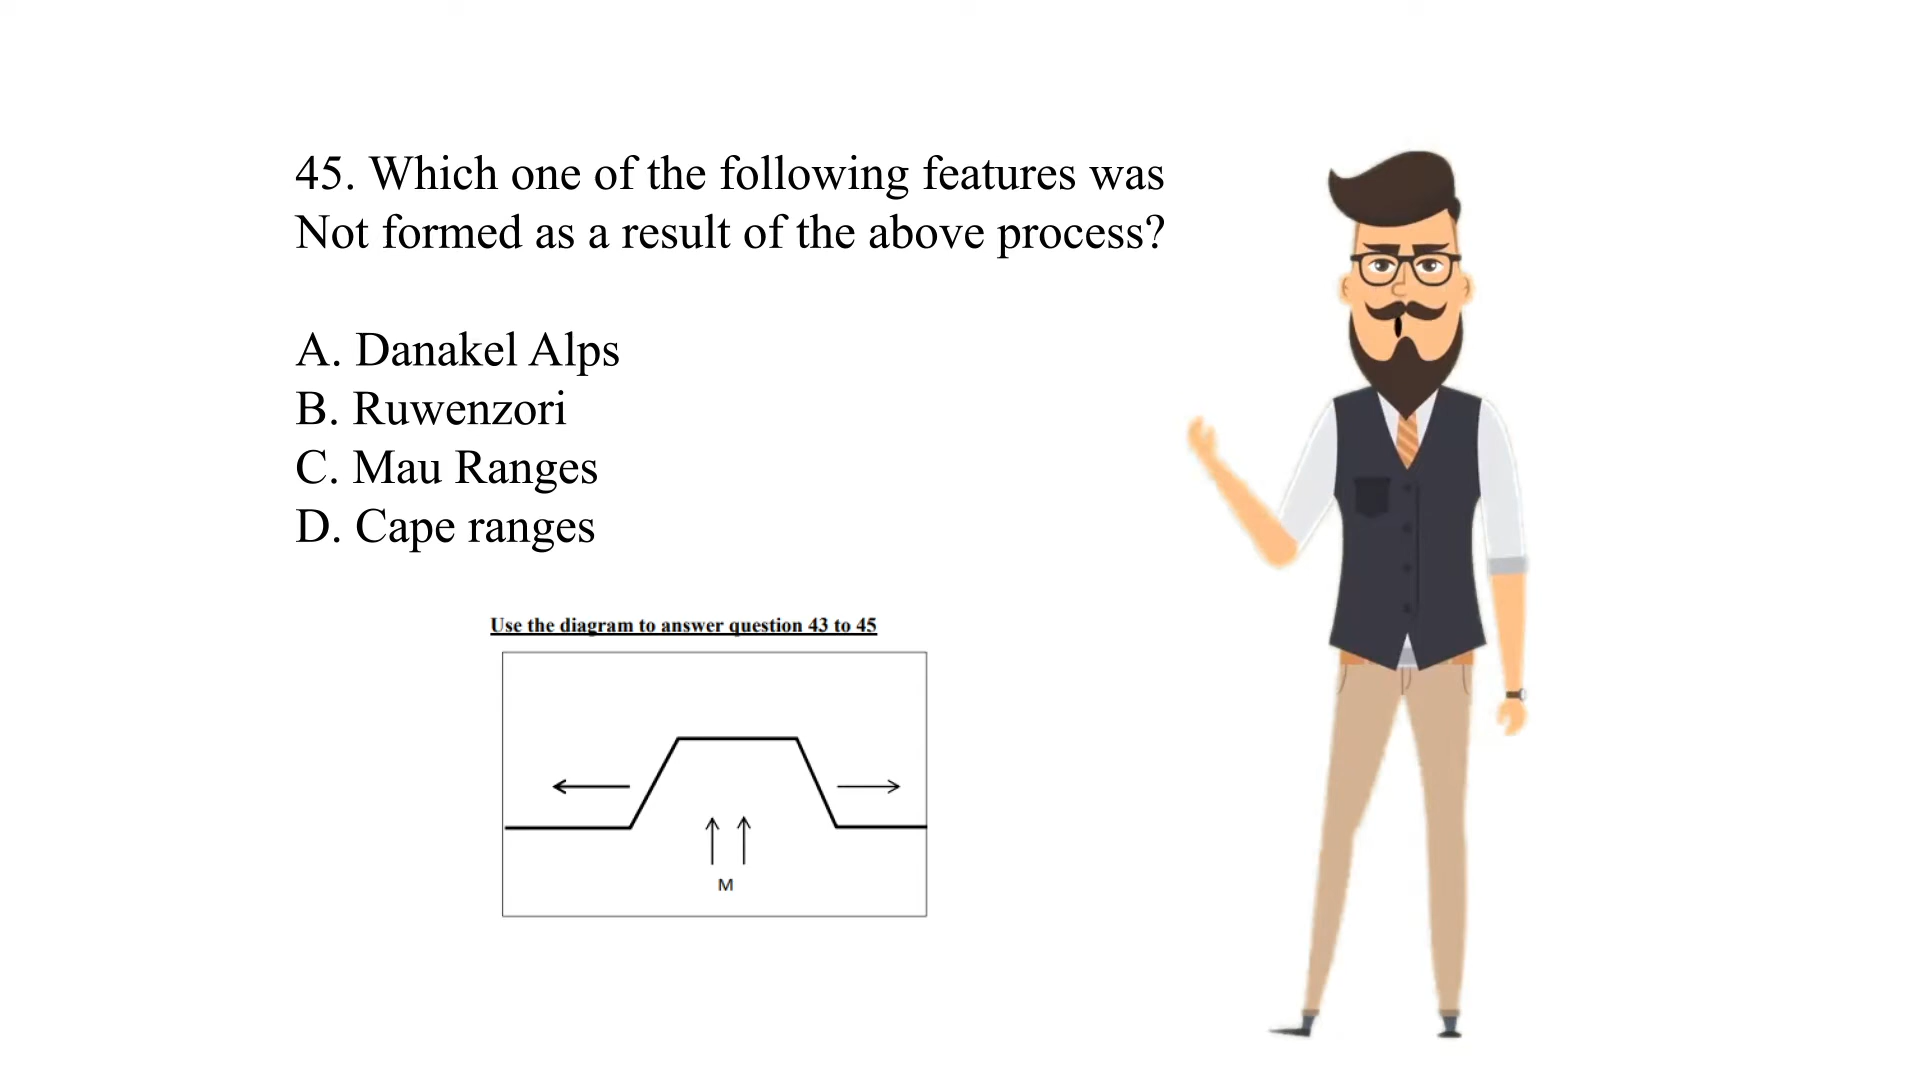 45. Which one of the following features was
Not formed as a result of the above process?
A. Danakel Alps
B. Ruwenzori
C. Mau Ranges
D. Cape ranges
Use the diagram to answer question 43 to 45
M